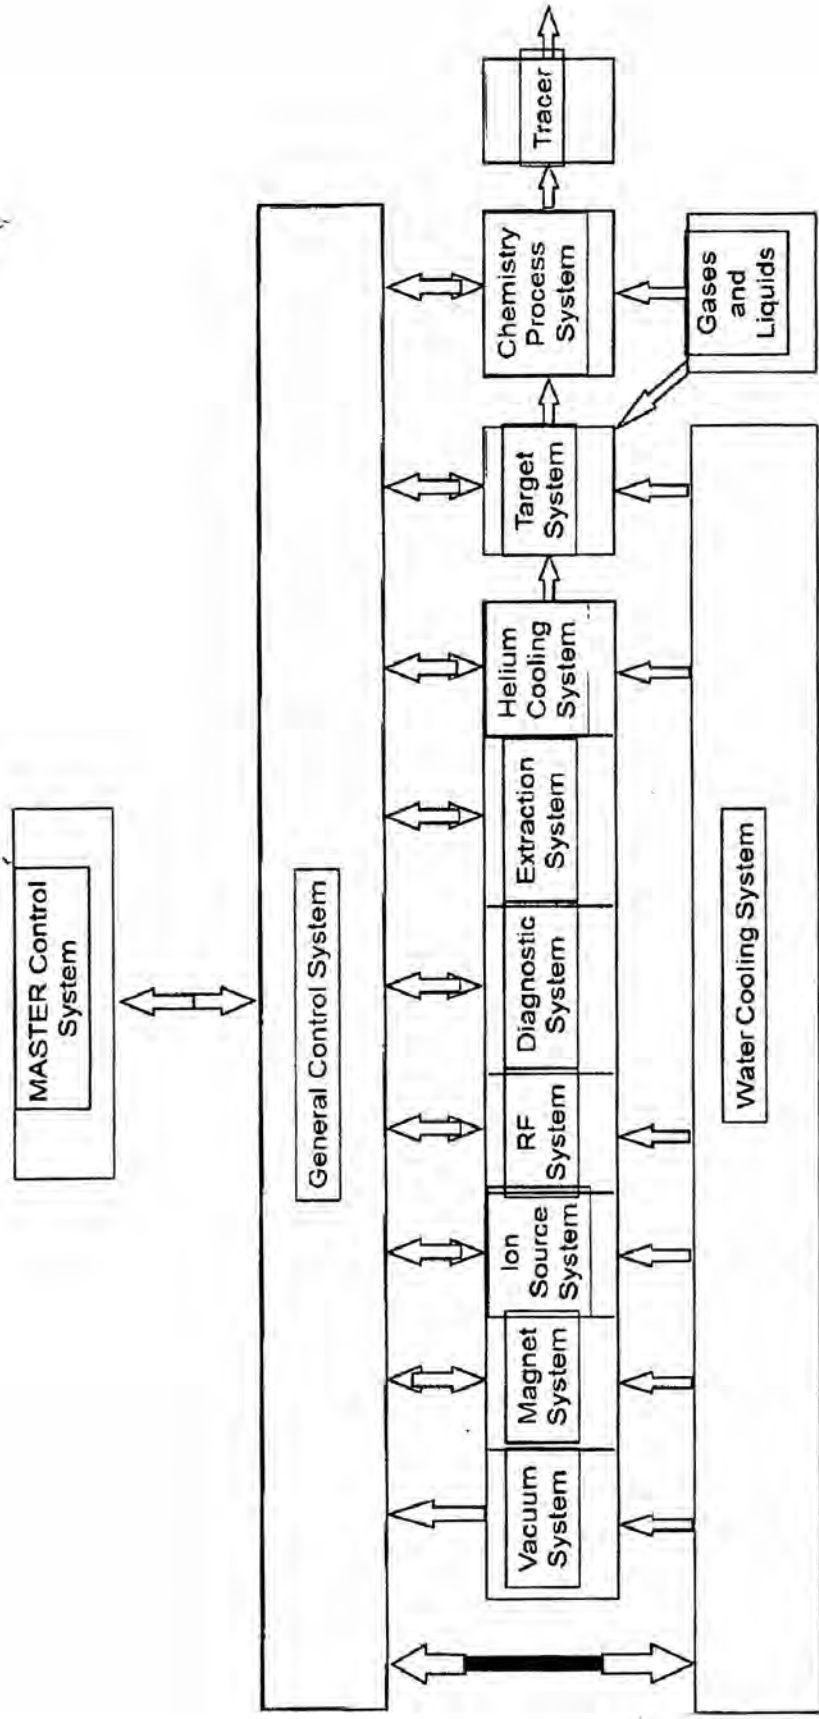 MASTER Control
System
General Control System
Vacuum
System
Magnet
System
Ion
Source
System
RF
System
Diagnostic
System
Extraction
System
Helium
Cooling
System
Target
System
Chemistry
Process
System
Tracer
Water Cooling System
Gases
and
Liquids